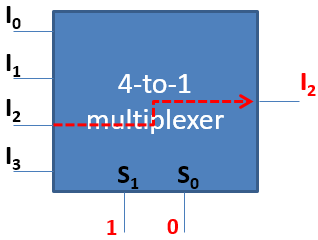 I0
I1
I2
I3
4-to-1
multiplexer
I2
S1 S0
1 0